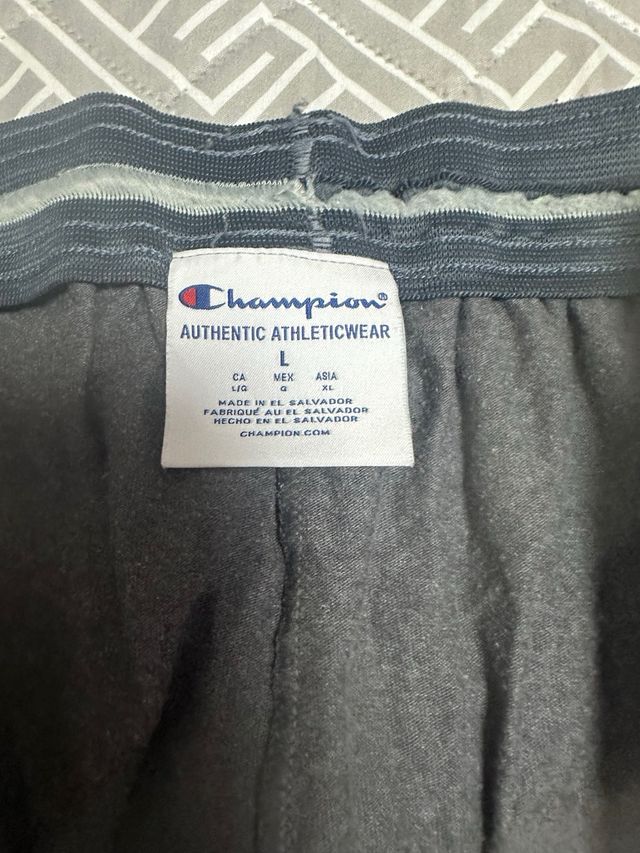 Champion®
AUTHENTIC ATHLETICWEAR
L
CA MEX ASIA
L/G G XL
MADE IN EL SALVADOR
FABRIQUÉ AU EL SALVADOR
HECHO EN EL SALVADOR
CHAMPION.COM